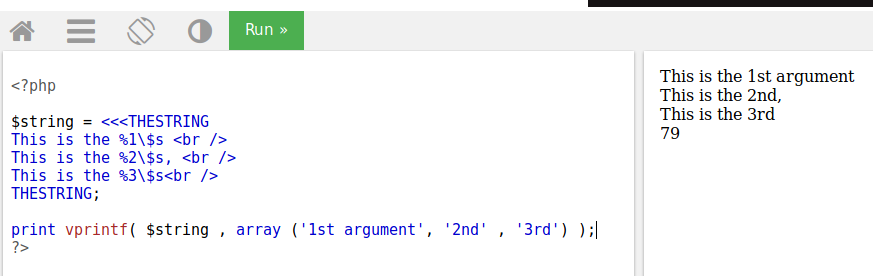 Run »
<?php
$string = <<<THESTRING
This is the %1\$s <br />
This is the %2\$s, <br />
This is the %3\$s<br />
THESTRING;
print vprintf( $string , array ('1st argument', '2nd' , '3rd') );
?>
This is the 1st argument
This is the 2nd,
This is the 3rd
79